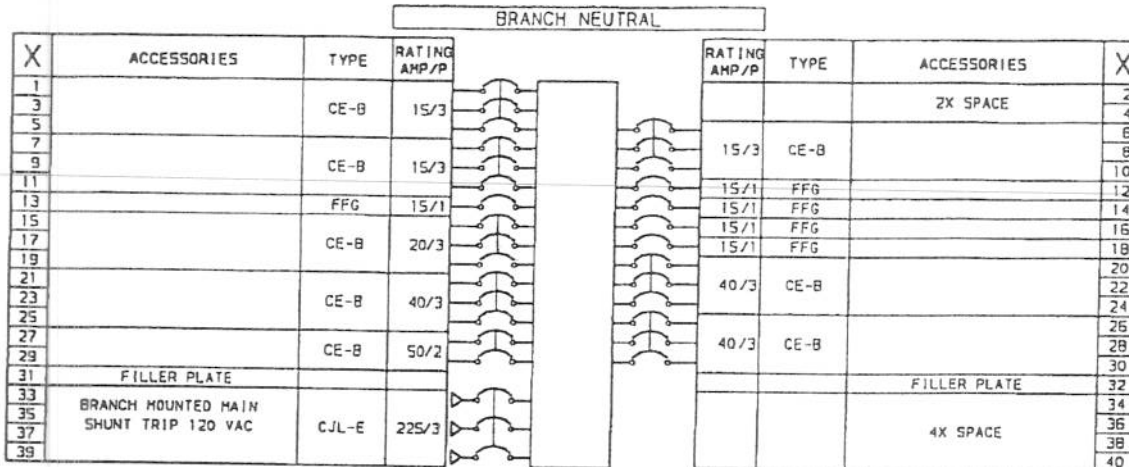 BRANCH NEUTRAL
X ACCESSORIES TYPE RATING AMP/P RATING AMP/P TYPE ACCESSORIES X
1 2
3 CE-B 15/3 2X SPACE 4
5 6
7 15/3 CE-B 8
9 CE-B 15/3 10
11 15/1 FFG 12
13 FFG 15/1 15/1 FFG 14
15 15/1 FFG 16
17 CE-B 20/3 15/1 FFG 18
19 20
21 40/3 CE-B 22
23 CE-B 40/3 24
25 26
27 40/3 CE-B 28
29 CE-B 50/2 30
31 FILLER PLATE FILLER PLATE 32
33 BRANCH MOUNTED MAIN 34
35 SHUNT TRIP 120 VAC 36
37 CJL-E 225/3 4X SPACE 38
39 40